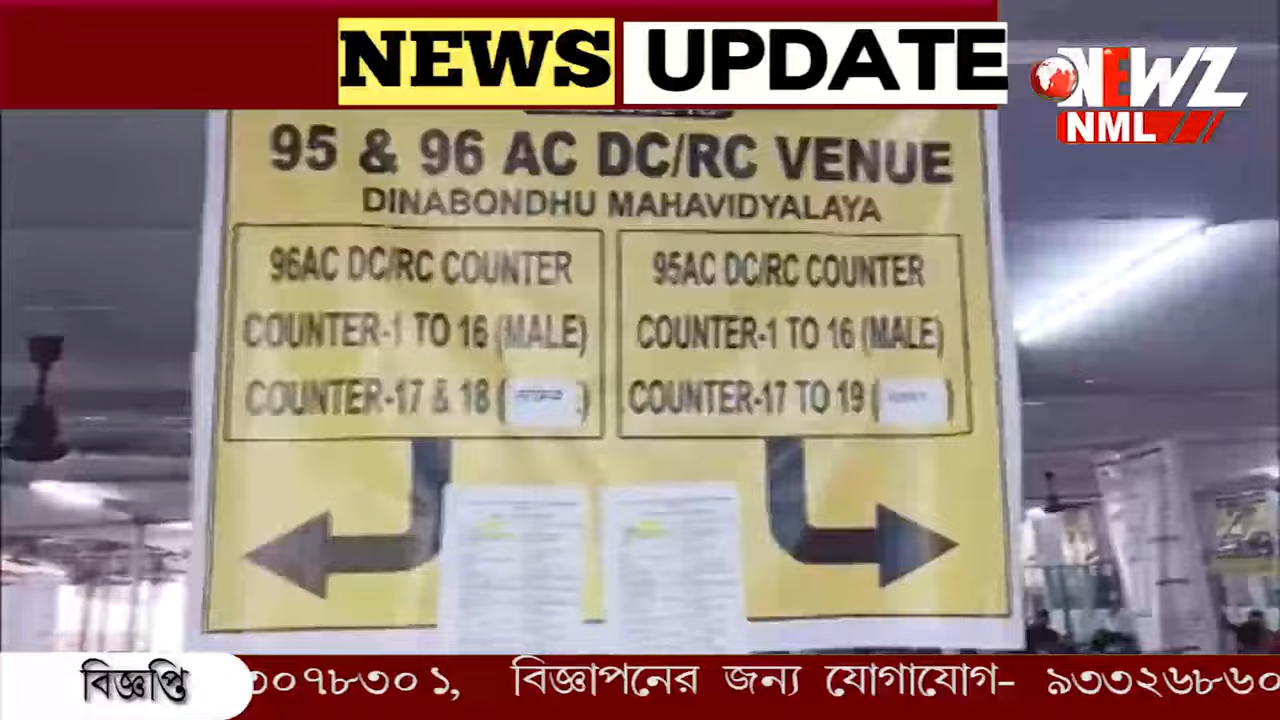 NEWS UPDATE
NEWZ
NML
95 & 96 AC DC/RC VENUE
DINABONDHU MAHAVIDYALAYA
96AC DC/RC COUNTER
COUNTER-1 TO 16 (MALE)
COUNTER-17 & 18 ( )
95AC DC/RC COUNTER
COUNTER-1 TO 16 (MALE)
COUNTER-17 TO 19 ( )
বিজ্ঞপ্তি
৩০৭৮৩০১, বিজ্ঞাপনের জন্য যোগাযোগ- ৯৩৩২৬৮৬০